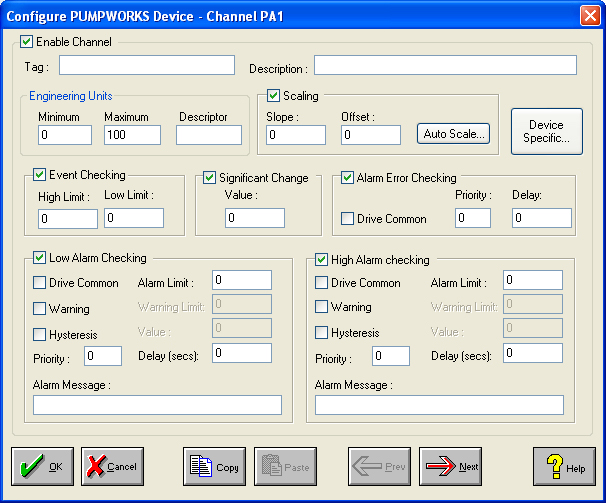 Configure PUMPWORKS Device - Channel PA1
Enable Channel
Tag :
Description :
Engineering Units
Minimum Maximum Descriptor
0 100
Scaling
Slope : Offset :
0 0
Auto Scale...
Device
Specific...
Event Checking
High Limit : Low Limit :
0 0
Significant Change
Value :
0
Alarm Error Checking
Priority : Delay:
Drive Common 0 0
Low Alarm Checking
Drive Common Alarm Limit : 0
Warning Warning Limit: 0
Hysteresis Value : 0
Priority : 0 Delay (secs): 0
Alarm Message :
High Alarm checking
Drive Common Alarm Limit : 0
Warning Warning Limit: 0
Hysteresis Value : 0
Priority : 0 Delay (secs): 0
Alarm Message :
OK Cancel Copy Paste Prev Next Help